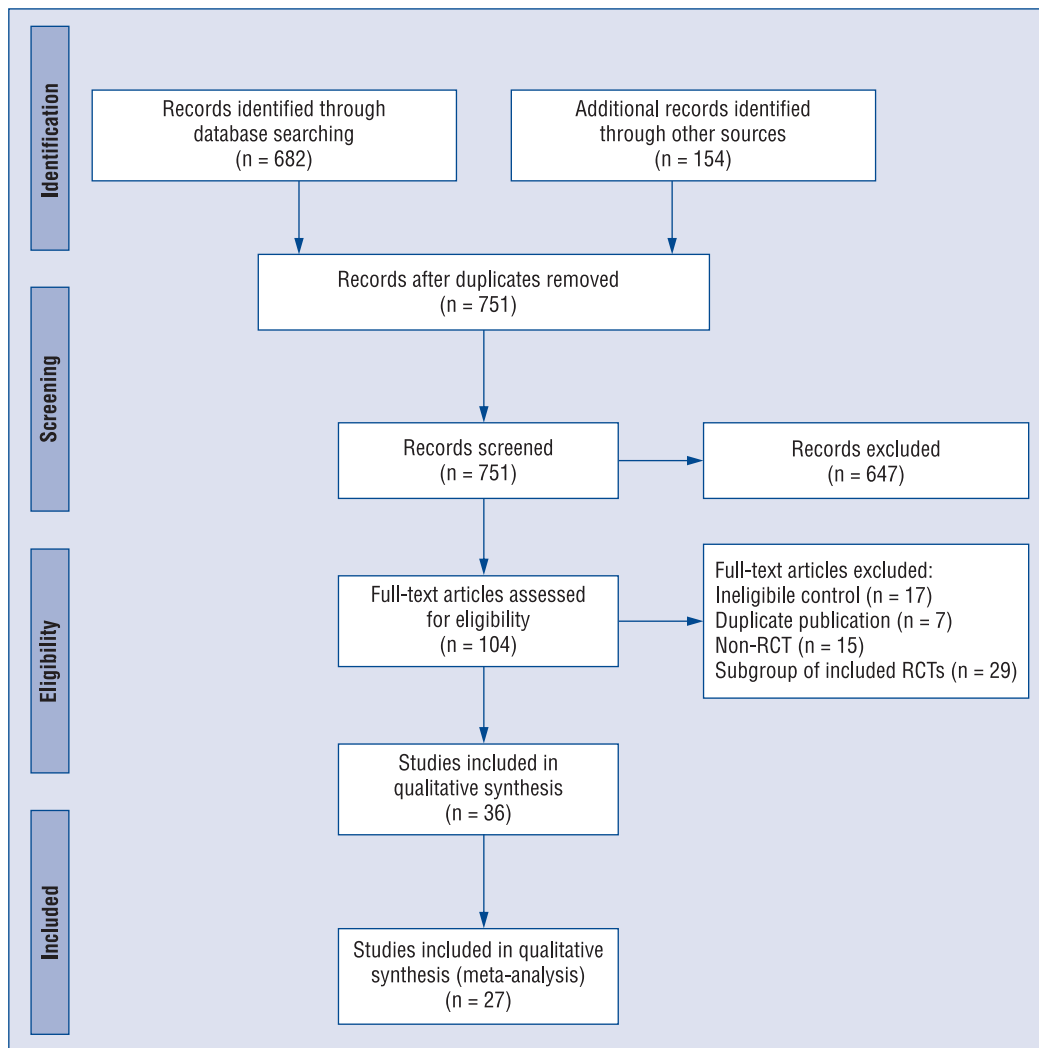 Identification
Records identified through
database searching
(n = 682)
Additional records identified
through other sources
(n = 154)
Records after duplicates removed
(n = 751)
Screening
Records screened
(n = 751)
Records excluded
(n = 647)
Eligibility
Full-text articles assessed
for eligibility
(n = 104)
Full-text articles excluded:
Ineligibile control (n = 17)
Duplicate publication (n = 7)
Non-RCT (n = 15)
Subgroup of included RCTs (n = 29)
Studies included in
qualitative synthesis
(n = 36)
Included
Studies included in qualitative
synthesis (meta-analysis)
(n = 27)